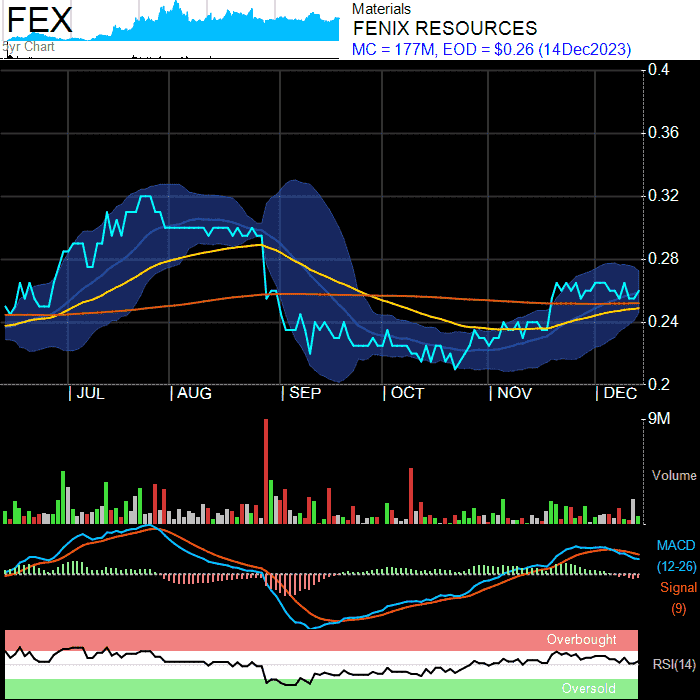 FEX
5yr Chart
Materials
FENIX RESOURCES
MC = 177M, EOD = $0.26 (14Dec2023)
0.4
0.36
0.32
0.28
0.24
0.2
JUL
AUG
SEP
OCT
NOV
DEC
9M
Volume
MACD
(12-26)
Signal
(9)
Overbought
RSI(14)
Oversold